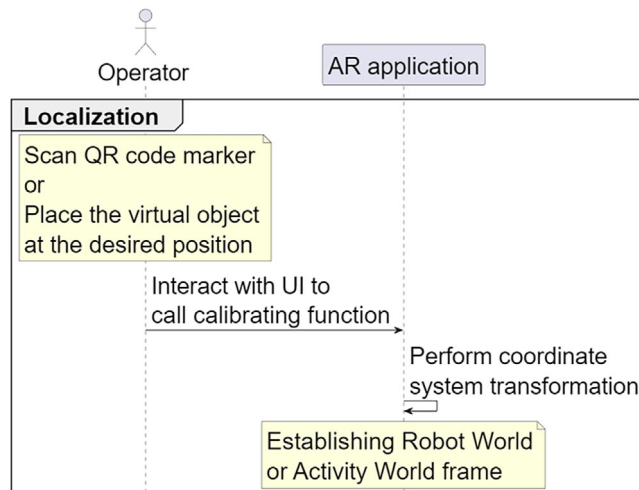 Operator
AR application
Localization
Scan QR code marker
or
Place the virtual object
at the desired position
Interact with UI to
call calibrating function
Perform coordinate
system transformation
Establishing Robot World
or Activity World frame